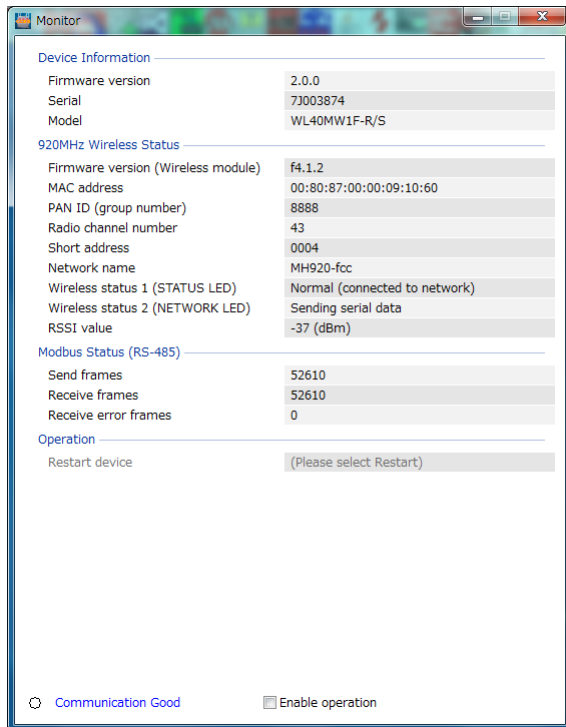 Monitor
Device Information
Firmware version 2.0.0
Serial 7J003874
Model WL40MW1F-R/S
920MHz Wireless Status
Firmware version (Wireless module) f4.1.2
MAC address 00:80:87:00:00:09:10:60
PAN ID (group number) 8888
Radio channel number 43
Short address 0004
Network name MH920-fcc
Wireless status 1 (STATUS LED) Normal (connected to network)
Wireless status 2 (NETWORK LED) Sending serial data
RSSI value -37 (dBm)
Modbus Status (RS-485)
Send frames 52610
Receive frames 52610
Receive error frames 0
Operation
Restart device (Please select Restart)
Communication Good Enable operation